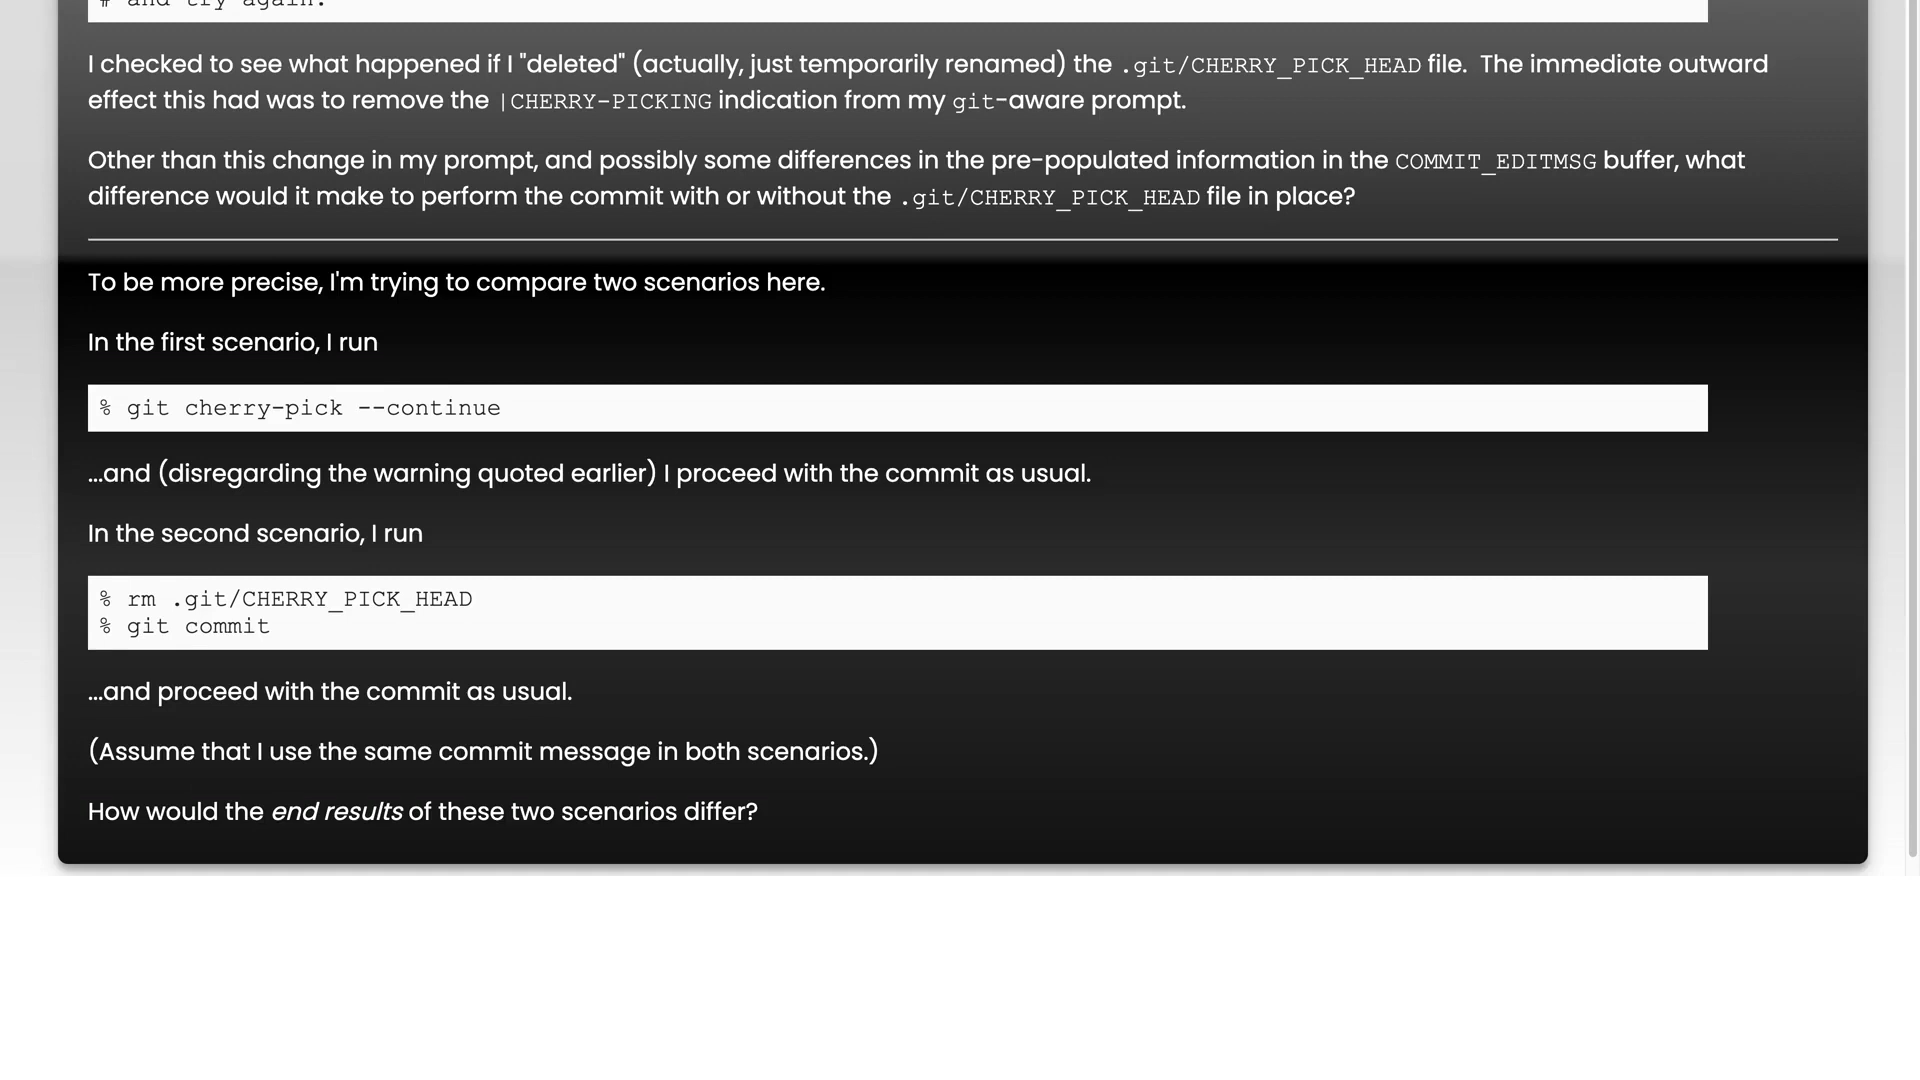 # and try again.
I checked to see what happened if I "deleted" (actually, just temporarily renamed) the .git/CHERRY_PICK_HEAD file. The immediate outward
effect this had was to remove the |CHERRY-PICKING indication from my git-aware prompt.
Other than this change in my prompt, and possibly some differences in the pre-populated information in the COMMIT_EDITMSG buffer, what
difference would it make to perform the commit with or without the .git/CHERRY_PICK_HEAD file in place?
To be more precise, I'm trying to compare two scenarios here.
In the first scenario, I run
% git cherry-pick --continue
...and (disregarding the warning quoted earlier) I proceed with the commit as usual.
In the second scenario, I run
% rm .git/CHERRY_PICK_HEAD
% git commit
...and proceed with the commit as usual.
(Assume that I use the same commit message in both scenarios.)
How would the end results of these two scenarios differ?